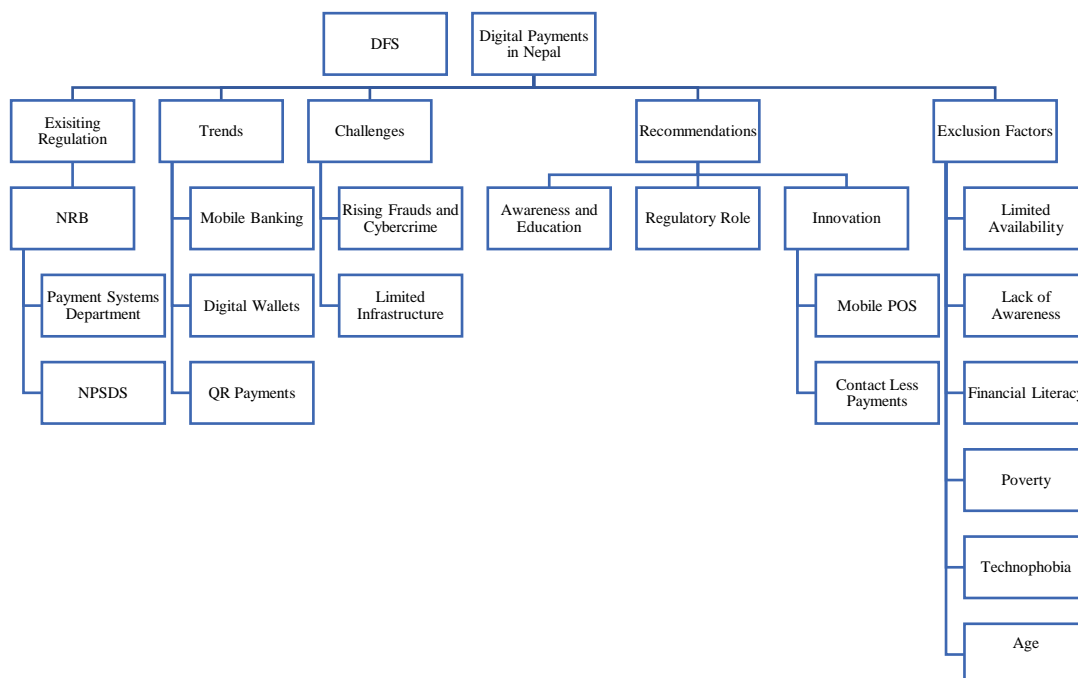 DFS
Digital Payments
in Nepal
Exisiting
Regulation
Trends
Challenges
Recommendations
Exclusion Factors
NRB
Mobile Banking
Rising Frauds and
Cybercrime
Awareness and
Education
Regulatory Role
Innovation
Limited
Availability
Payment Systems
Department
Digital Wallets
Limited
Infrastructure
Mobile POS
Lack of
Awareness
NPSDS
QR Payments
Contact Less
Payments
Financial Literacy
Poverty
Technophobia
Age